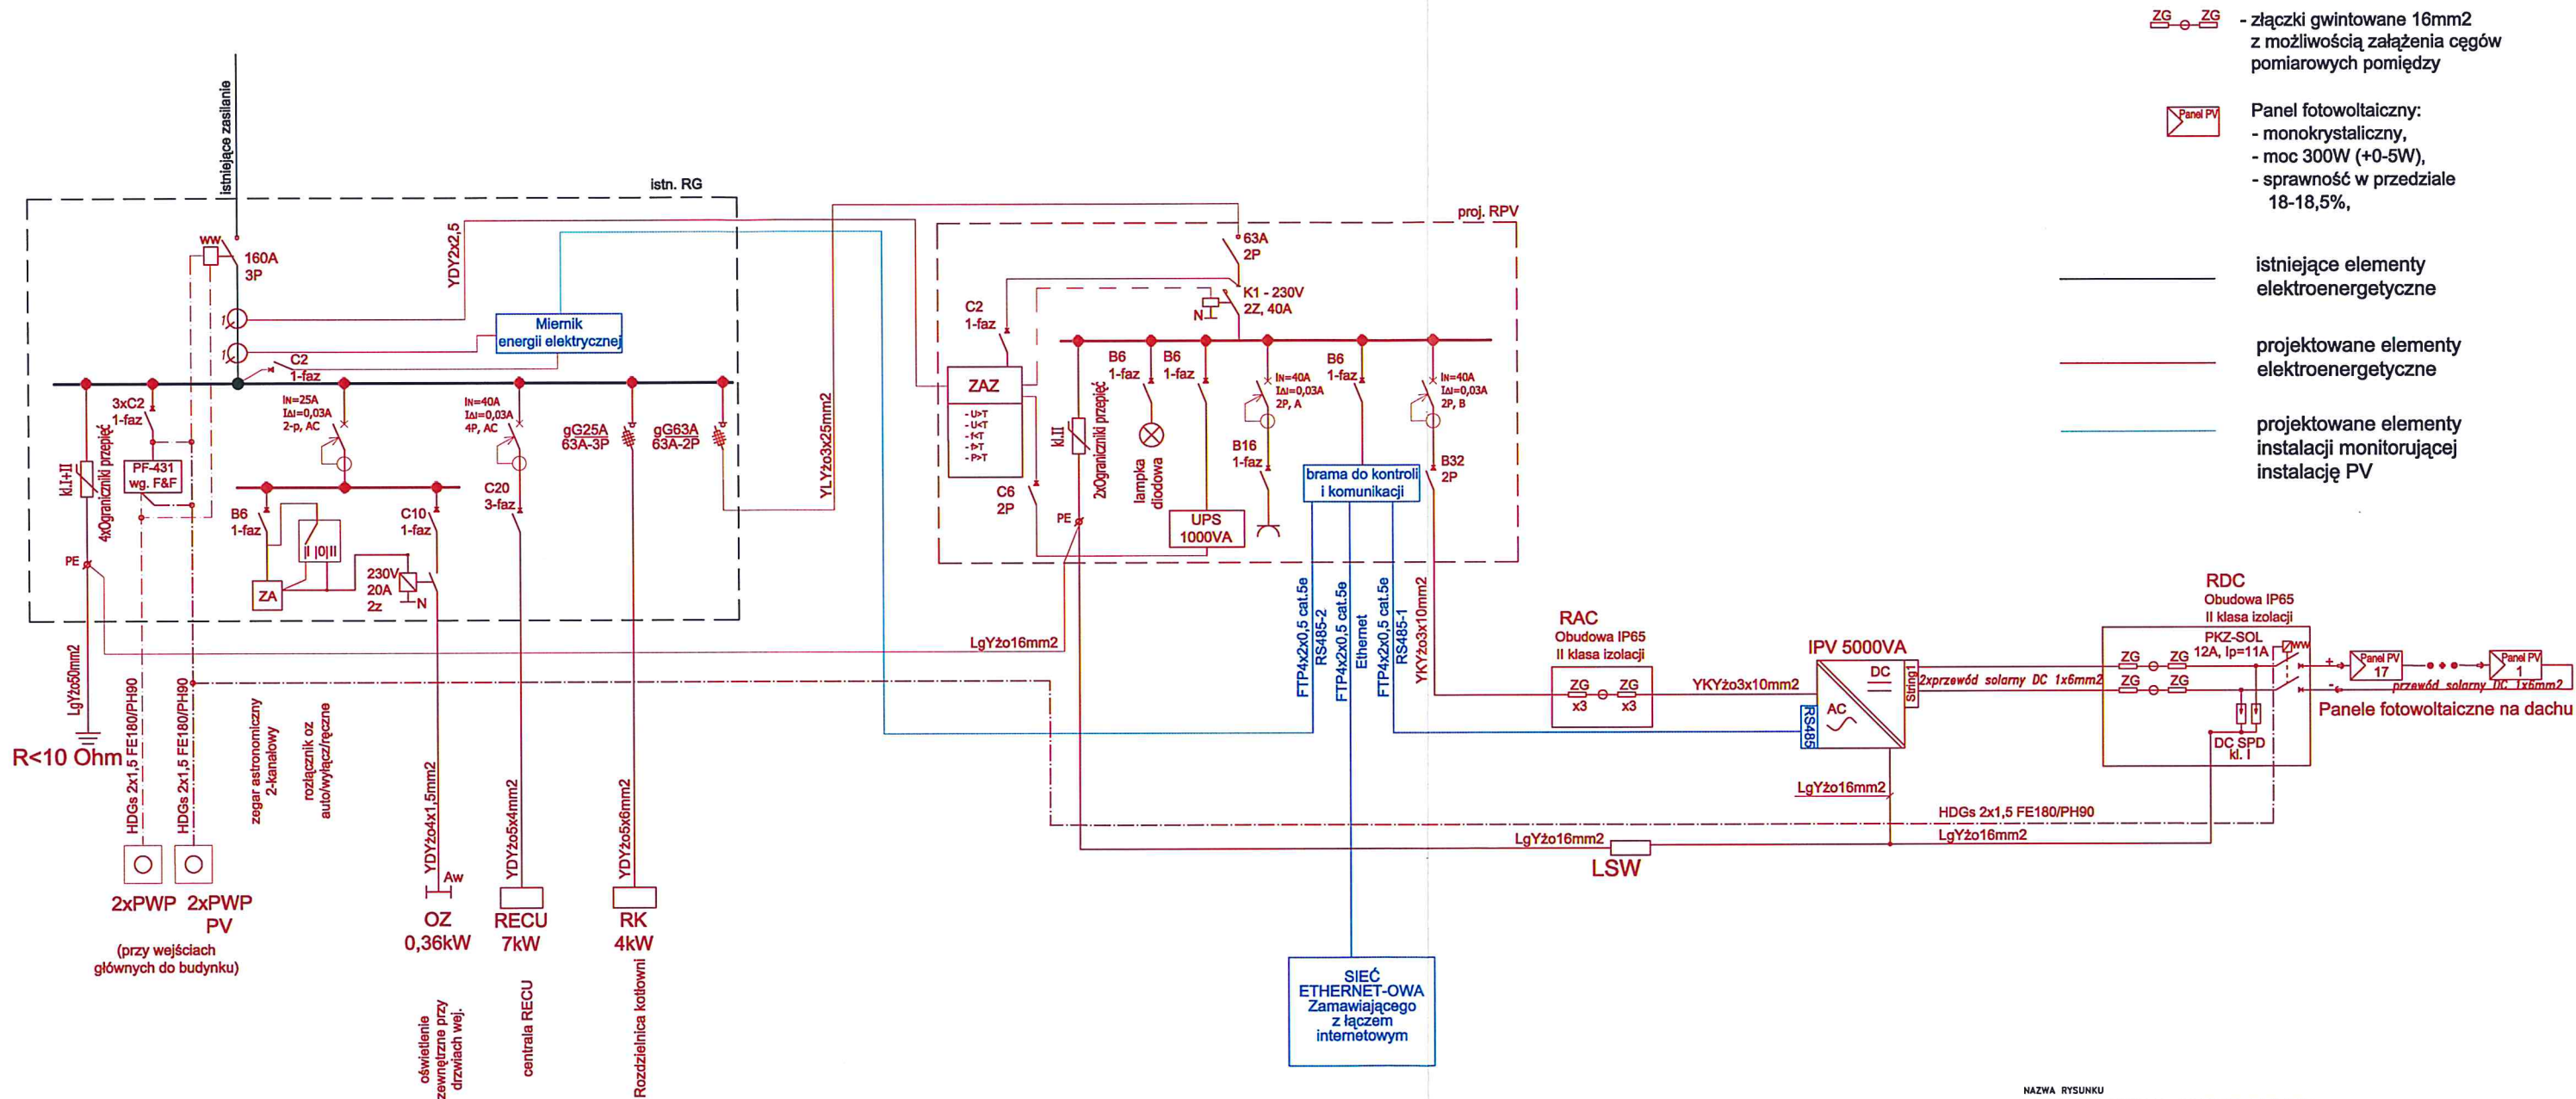 ZG ZG - złączki gwintowane 16mm2
z możliwością załążenia cęgów
pomiarowych pomiędzy
Panel PV
Panel fotowoltaiczny:
- monokrystaliczny,
- moc 300W (+0-5W),
- sprawność w przedziale
18-18,5%,
istniejące elementy
elektroenergetyczne
projektowane elementy
elektroenergetyczne
projektowane elementy
instalacji monitorującej
instalację PV
istniejące zasilanie
istn. RG
WW
160A
3P
1
1
YDY2x2,5
Miernik
energii elektrycznej
C2
1-faz
3xC2
1-faz
kl.I+II
4xOgraniczniki przepięć
PF-431
wg. F&F
PE
IN=25A
IΔI=0,03A
2-p, AC
IN=40A
IΔI=0,03A
4P, AC
gG25A
63A-3P
gG63A
63A-2P
B6
1-faz
|I |0|II
ZA
C10
1-faz
230V
20A
2z
N
C20
3-faz
YLYżo3x25mm2
LgYżo50mm2
R<10 Ohm
HDGs 2x1,5 FE180/PH90
HDGs 2x1,5 FE180/PH90
zegar astronomiczny
2-kanałowy
rozłącznik oz
auto/wyłącz/ręczne
YDYżo4x1,5mm2
YDYżo5x4mm2
YDYżo5x6mm2
2xPWP
2xPWP
PV
(przy wejściach
głównych do budynku)
Aw
OZ
0,36kW
RECU
7kW
RK
4kW
oświetlenie
zewnętrzne przy
drzwiach wej.
centrala RECU
Rozdzielnica kotłowni
LgYżo16mm2
proj. RPV
63A
2P
K1 - 230V
2Z, 40A
N
C2
1-faz
ZAZ
- U>T
- U<T
- f<T
- f>T
- P>T
C6
2P
kl.II
2xOgraniczniki przepięć
PE
B6
1-faz
lampka
diodowa
B6
1-faz
UPS
1000VA
IN=40A
IΔI=0,03A
2P, A
B16
1-faz
B6
1-faz
brama do kontroli
i komunikacji
IN=40A
IΔI=0,03A
2P, B
B32
2P
FTP4x2x0,5 cat.5e
RS485-2
FTP4x2x0,5 cat.5e
Ethernet
FTP4x2x0,5 cat.5e
RS485-1
YKYżo3x10mm2
RAC
Obudowa IP65
II klasa izolacji
ZG ZG
x3 x3
YKYżo3x10mm2
IPV 5000VA
DC
AC
String1
RS485
2xprzewód solarny DC 1x6mm2
RDC
Obudowa IP65
II klasa izolacji
PKZ-SOL
12A, Ip=11A
WW
ZG ZG
ZG ZG
DC SPD
kl. I
+
-
Panel PV
17
Panel PV
1
przewód solarny DC 1x6mm2
Panele fotowoltaiczne na dachu
LgYżo16mm2
HDGs 2x1,5 FE180/PH90
LgYżo16mm2
LgYżo16mm2
LSW
SIEĆ
ETHERNET-OWA
Zamawiającego
z łączem
internetowym
NAZWA RYSUNKU